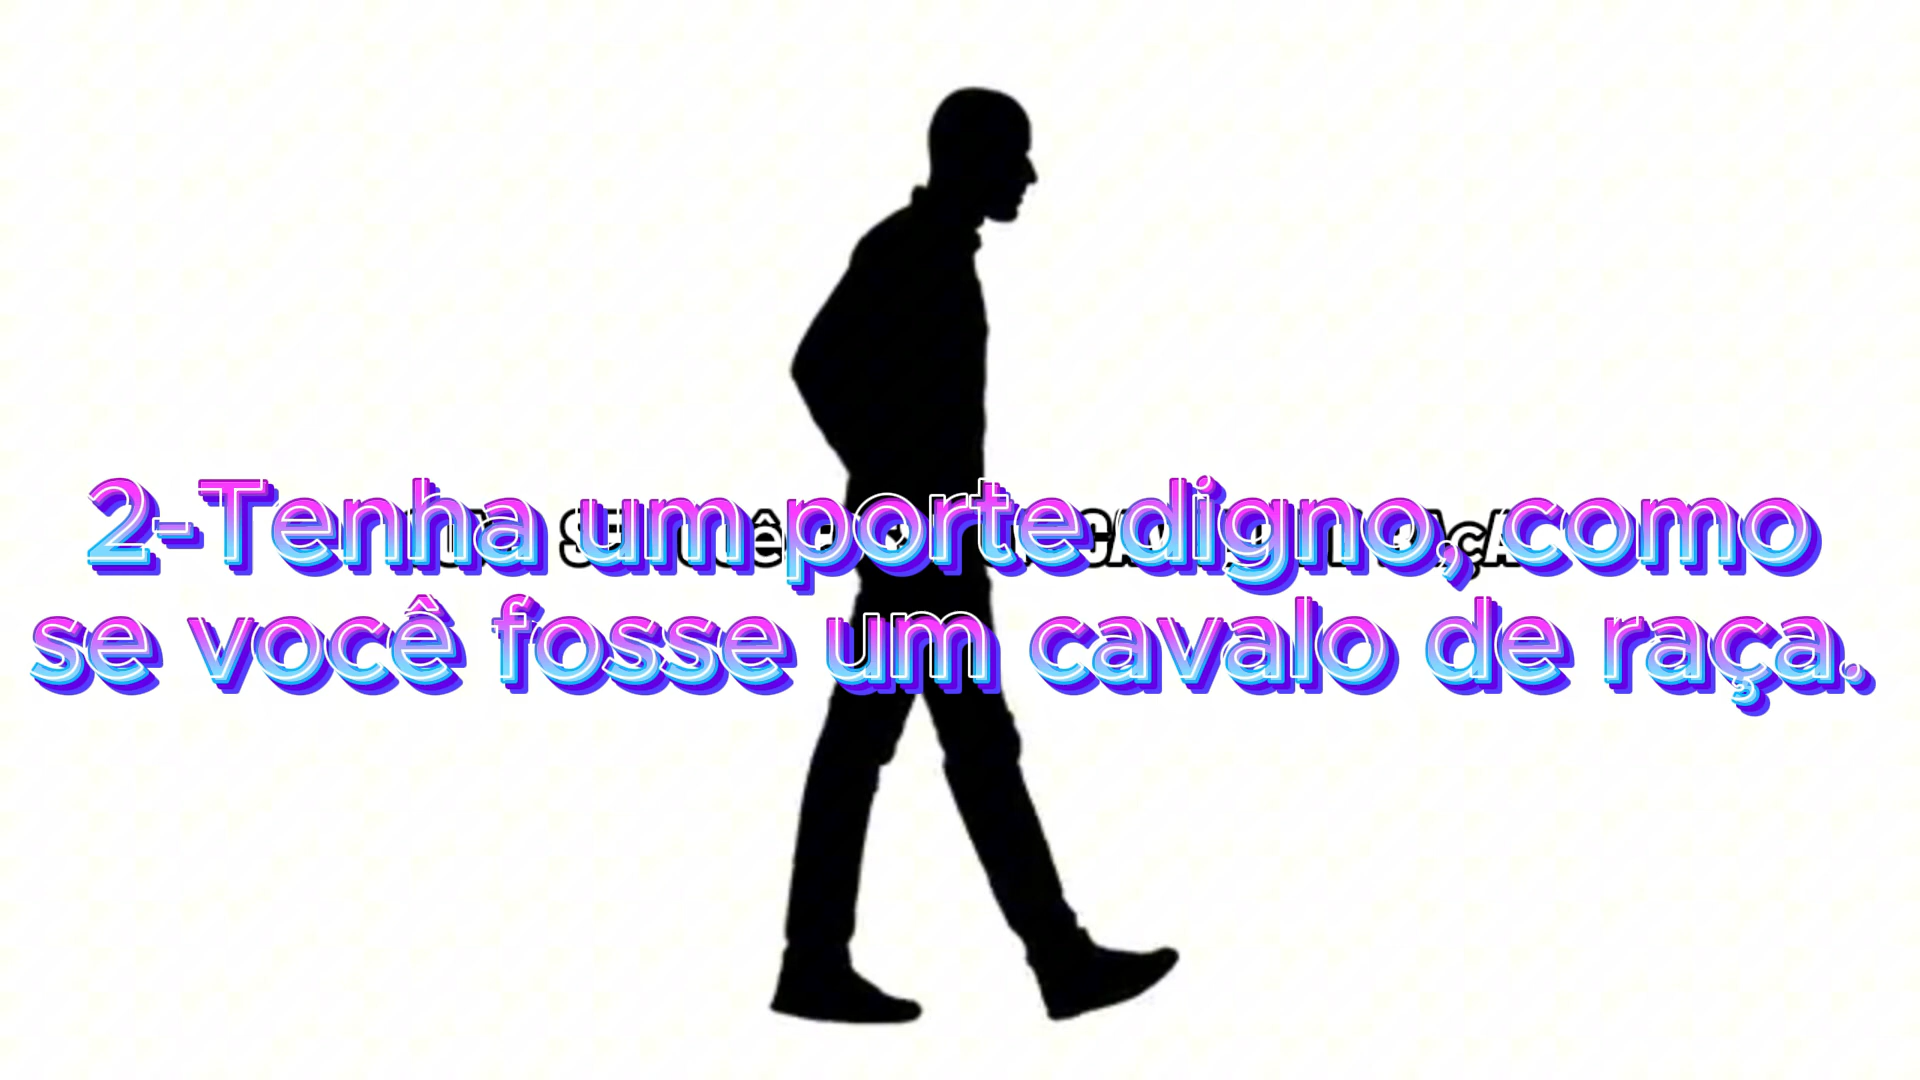 2-Tenha um porte digno, como
se você fosse um cavalo de raça.